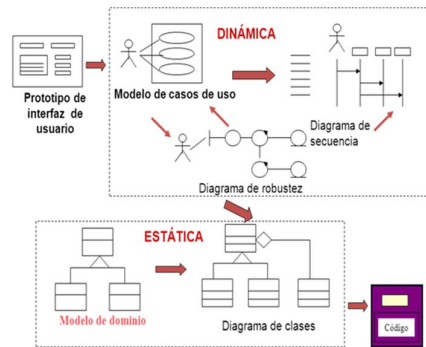 DINÁMICA
Prototipo de
interfaz de
usuario
Modelo de casos de uso
Diagrama de
secuencia
Diagrama de robustez
ESTÁTICA
Modelo de dominio
Diagrama de clases
Código